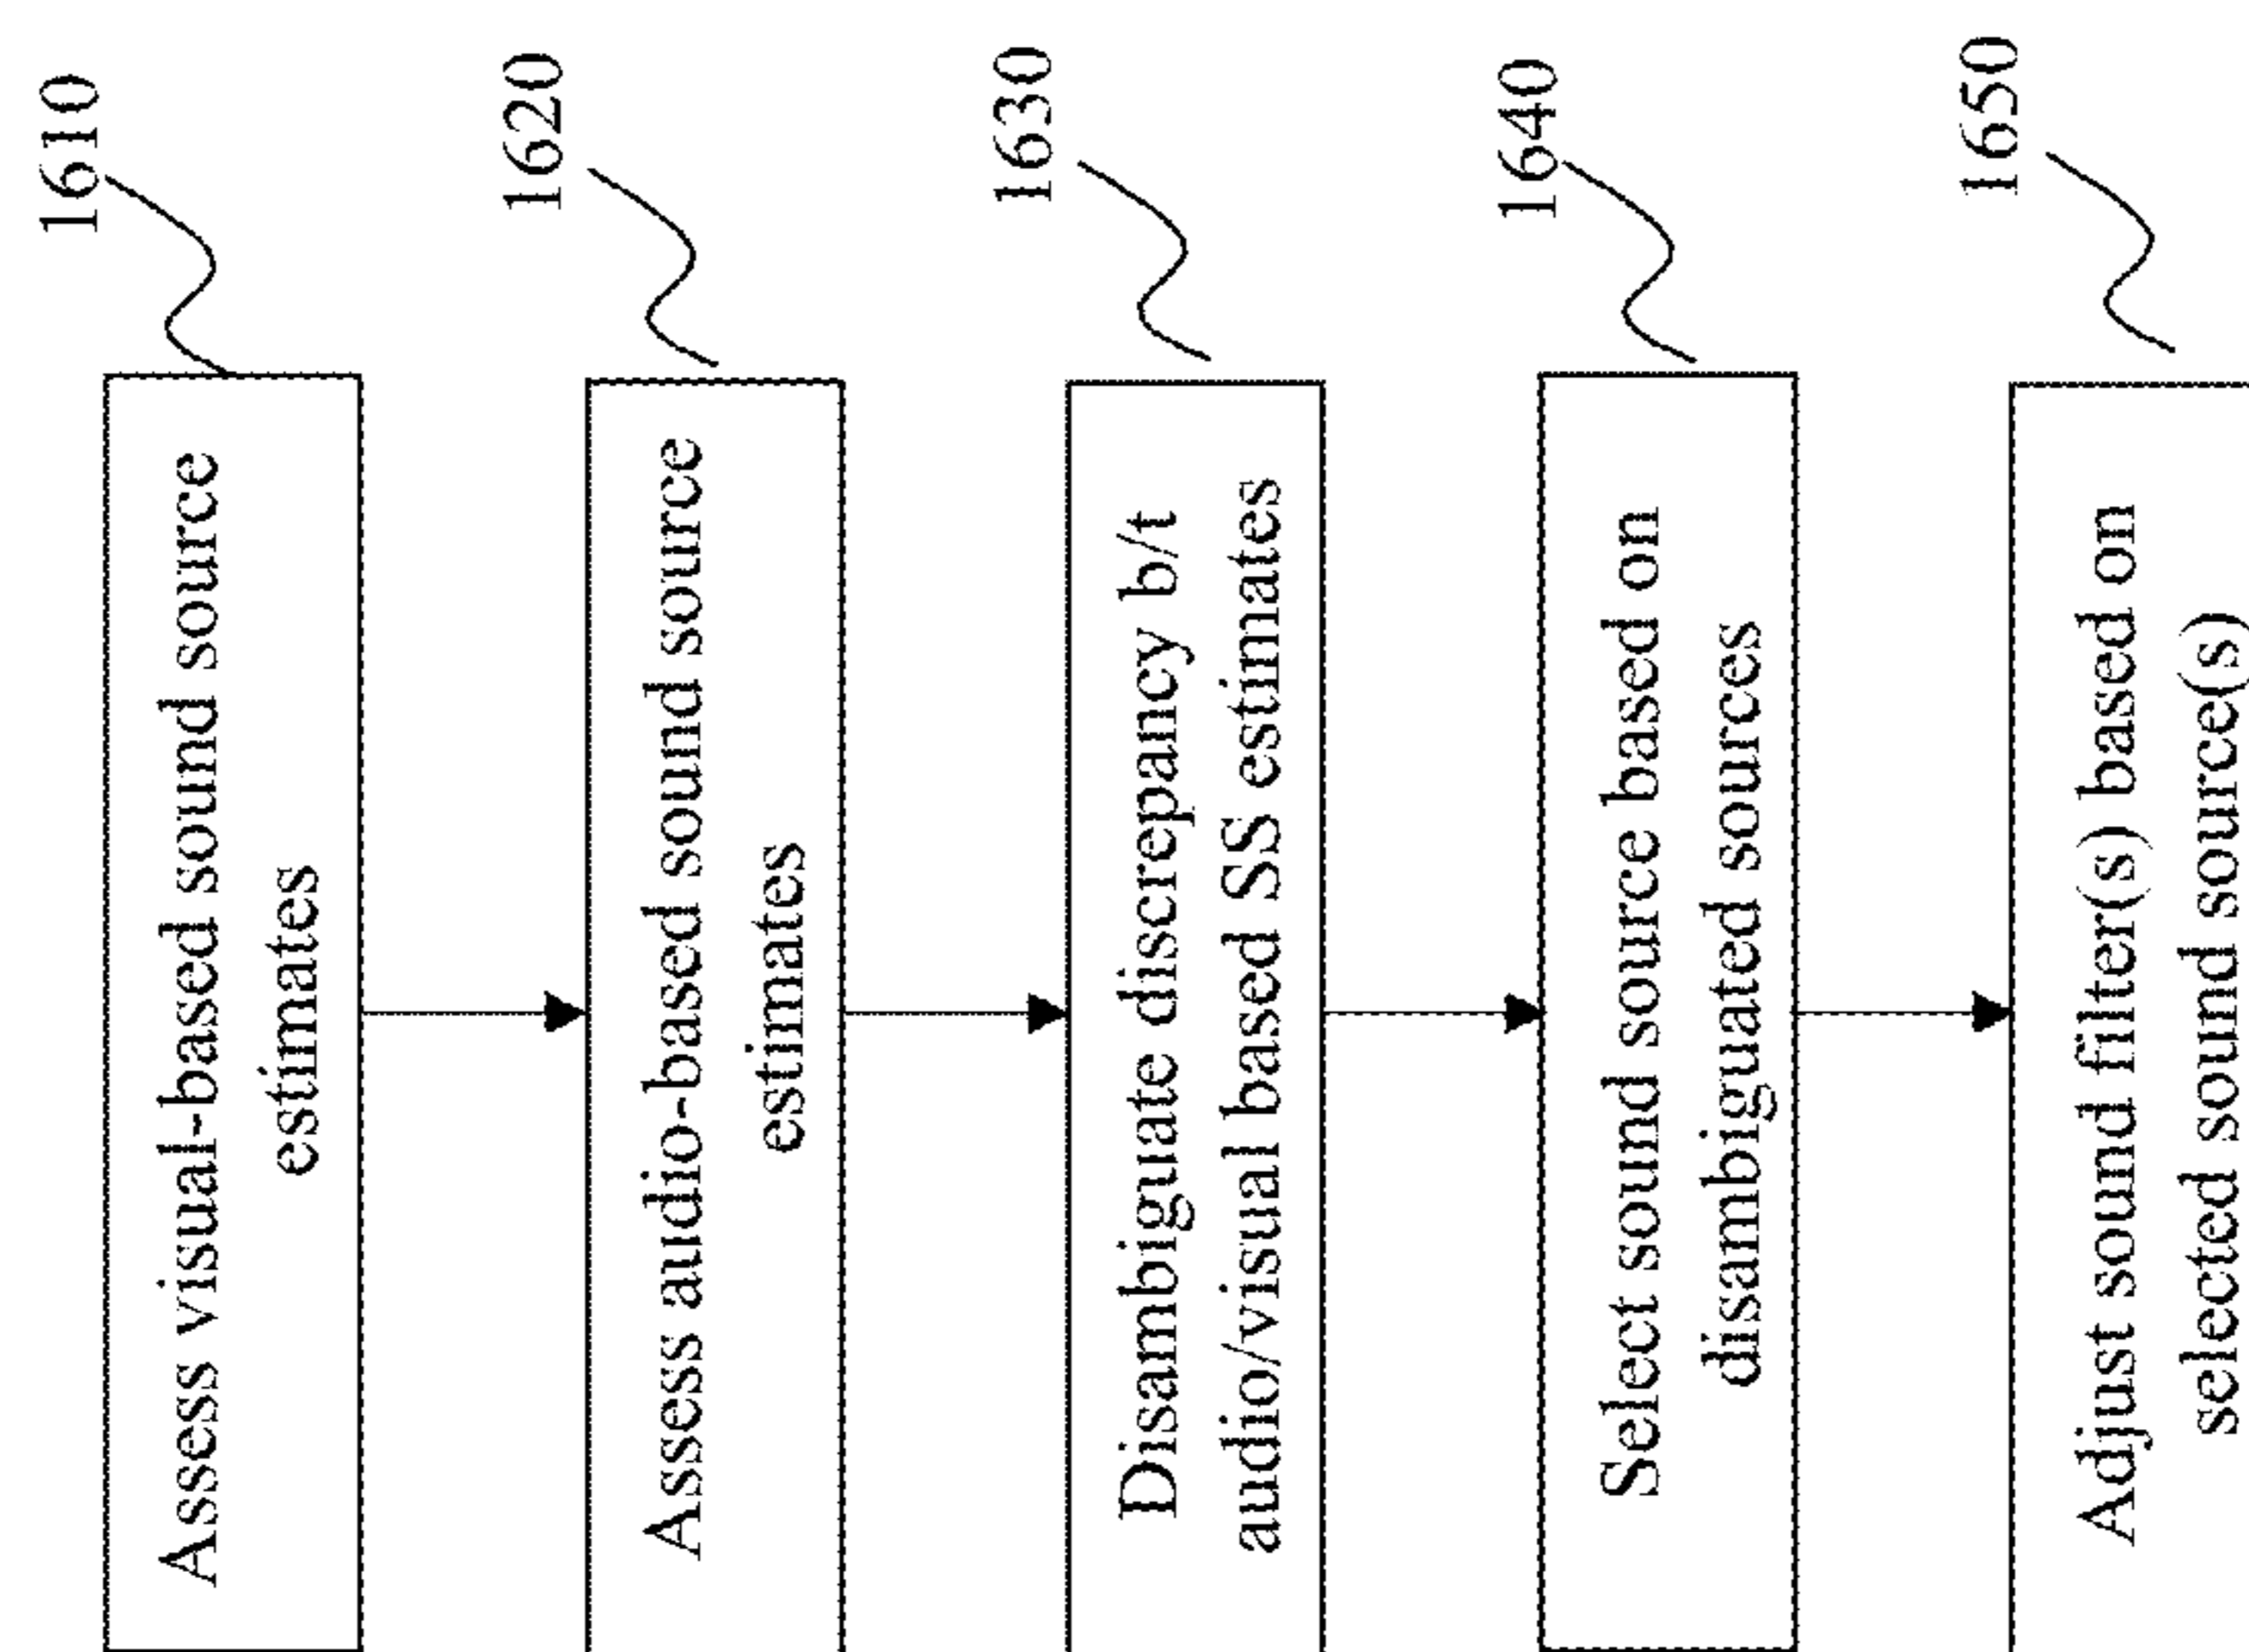 1610
Assess visual-based sound source
estimates
1620
Assess audio-based sound source
estimates
1630
Disambiguate discrepancy b/t
audio/visual based SS estimates
1640
Select sound source based on
disambiguated sources
1650
Adjust sound filter(s) based on
selected sound source(s)